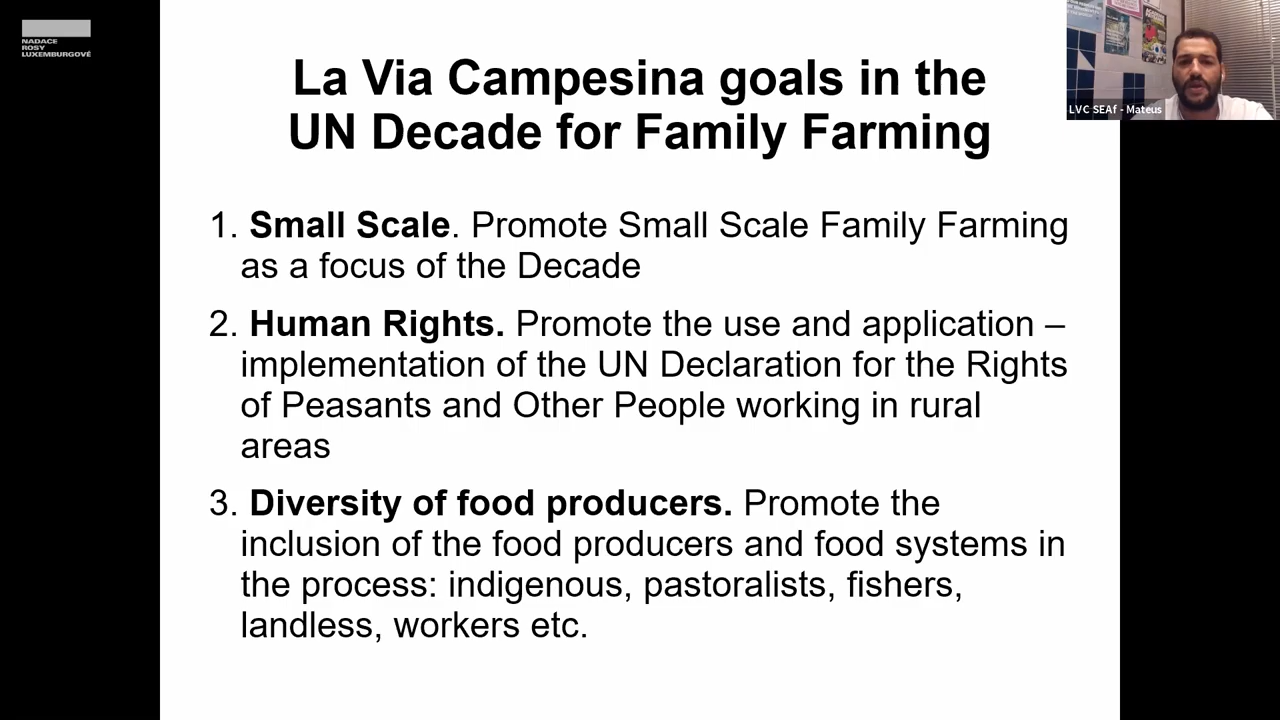 NADACE
ROSY
LUXEMBURGOVÉ
La Via Campesina goals in the
UN Decade for Family Farming
LVC SEAf - Mateus
1. Small Scale. Promote Small Scale Family Farming
as a focus of the Decade
2. Human Rights. Promote the use and application –
implementation of the UN Declaration for the Rights
of Peasants and Other People working in rural
areas
3. Diversity of food producers. Promote the
inclusion of the food producers and food systems in
the process: indigenous, pastoralists, fishers,
landless, workers etc.